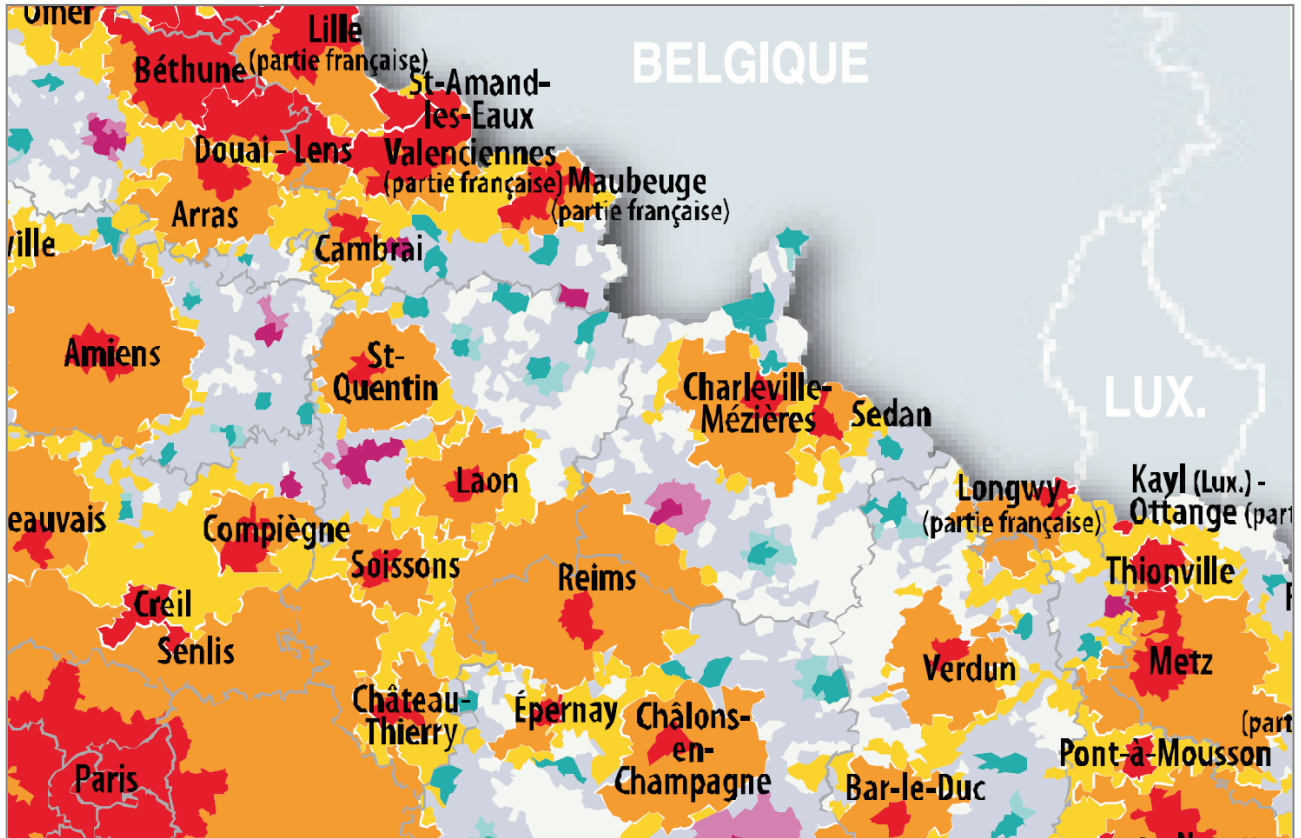 Omer
Lille
(partie française)
BELGIQUE
Béthune
St-Amand-
les-Eaux
Douai - Lens
Valenciennes
(partie française)
Maubeuge
(partie française)
Arras
Cambrai
ville
Amiens
St-
Quentin
Charleville-
Mézières
Sedan
LUX.
Laon
Longwy
(partie française)
Kayl (Lux.) -
Ottange (part
eauvais
Compiègne
Soissons
Reims
Thionville
Creil
Senlis
Verdun
Metz
Château-
Thierry
Épernay
Châlons-
en-
Champagne
(part
Pont-à-Mousson
Paris
Bar-le-Duc